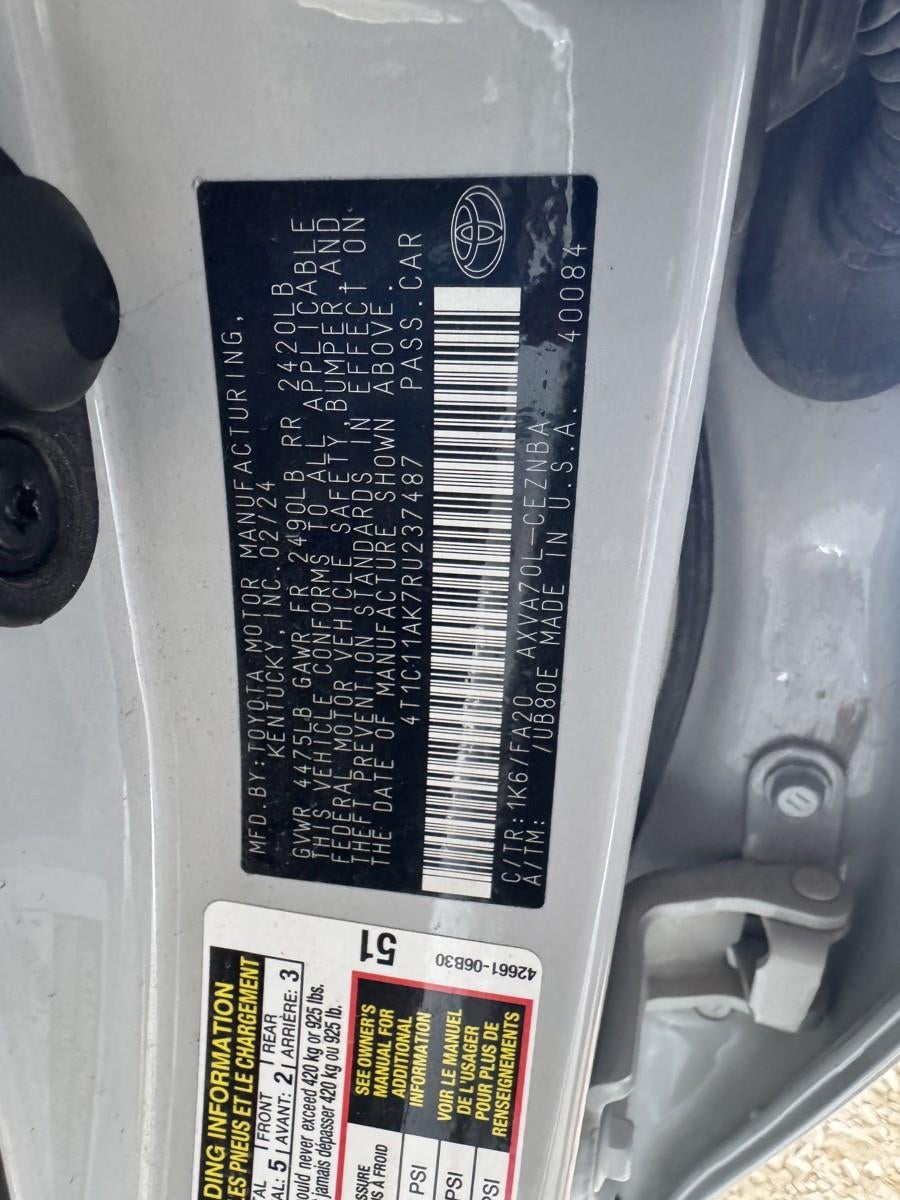 MFD.BY:TOYOTA MOTOR MANUFACTURING,
KENTUCKY, INC. 02/24
GVWR 4475LB GAWR FR 2490LB RR 2420LB
THIS VEHICLE CONFORMS TO ALL APPLICABLE
FEDERAL MOTOR VEHICLE SAFETY, BUMPER, AND
THEFT PREVENTION STANDARDS IN EFFECT ON
THE DATE OF MANUFACTURE SHOWN ABOVE.
4T1C11AK7RU237487 PASS.CAR
C/TR: 1K6/FA20 AXVA70L-CEZNBA
A/TM: /UB80E MADE IN U.S.A. 40084
DING INFORMATION
ES PNEUS ET LE CHARGEMENT
TAL FRONT REAR
AL: 5 AVANT: 2 ARRIÈRE: 3
ould never exceed 420 kg or 925 lbs.
jamais dépasser 420 kg ou 925 lb.
51
42661-06B30
SSURE
S À FROID
PSI
PSI
PSI
SEE OWNER'S
MANUAL FOR
ADDITIONAL
INFORMATION
VOIR LE MANUEL
DE L'USAGER
POUR PLUS DE
RENSEIGNEMENTS